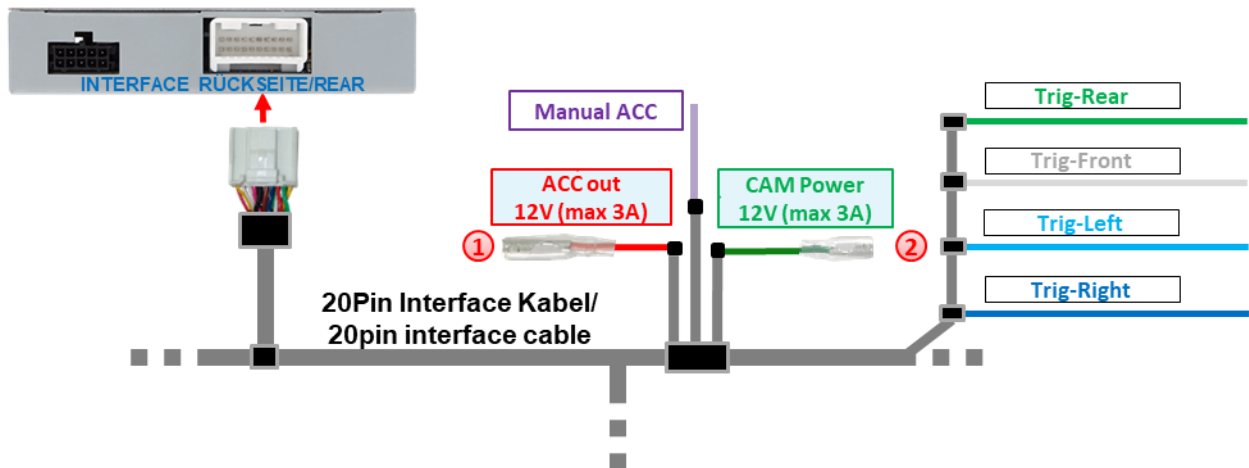 INTERFACE RÜCKSEITE/REAR
Manual ACC
ACC out
12V (max 3A)
CAM Power
12V (max 3A)
1
2
Trig-Rear
Trig-Front
Trig-Left
Trig-Right
20Pin Interface Kabel/
20pin interface cable